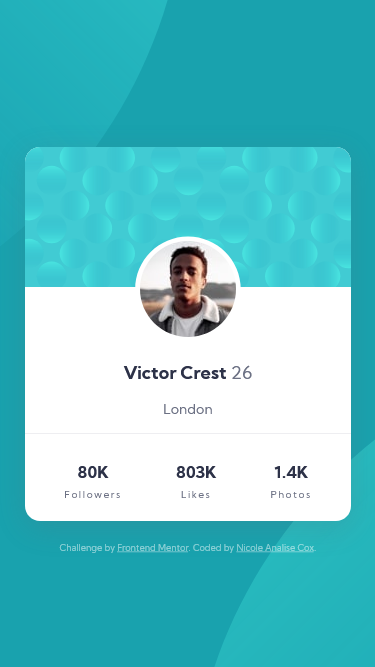 Victor Crest 26
London
80K 803K 1.4K
Followers Likes Photos
Challenge by Frontend Mentor. Coded by Nicole Analise Cox.